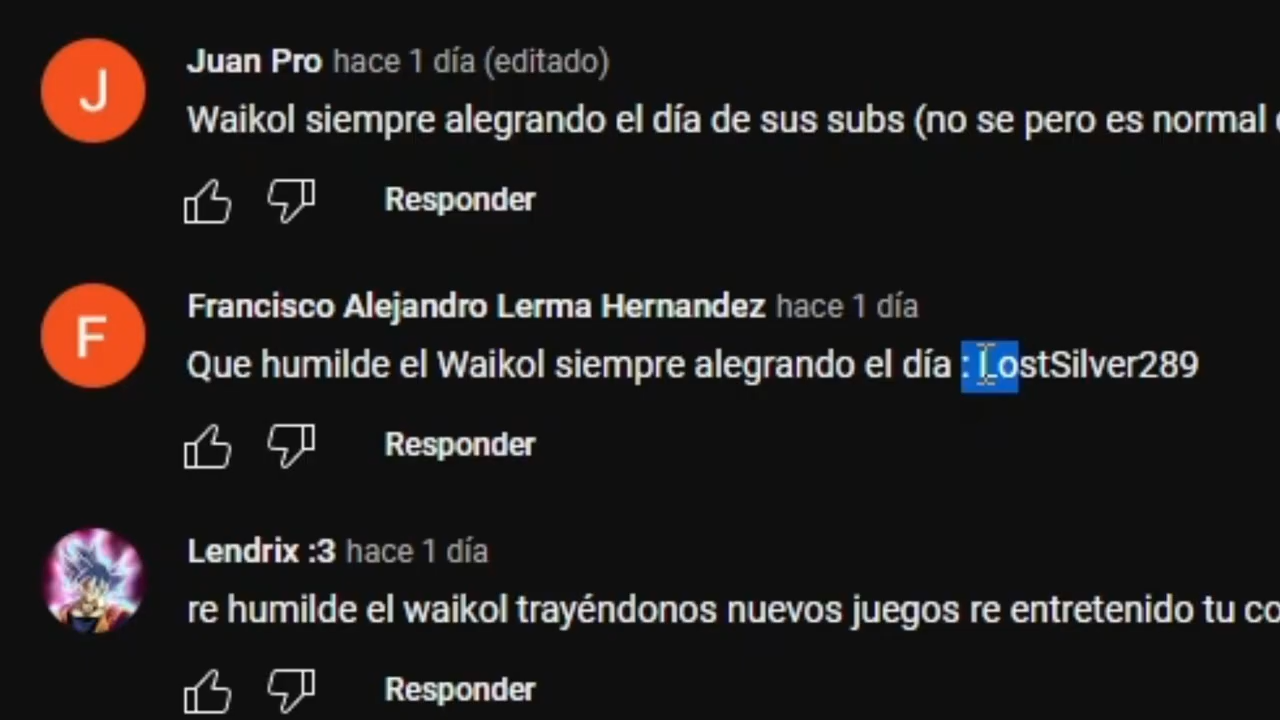 J
Juan Pro hace 1 día (editado)
Waikol siempre alegrando el día de sus subs (no se pero es normal
Responder
F
Francisco Alejandro Lerma Hernandez hace 1 día
Que humilde el Waikol siempre alegrando el día : LostSilver289
Responder
Lendrix :3 hace 1 día
re humilde el waikol trayéndonos nuevos juegos re entretenido tu co
Responder